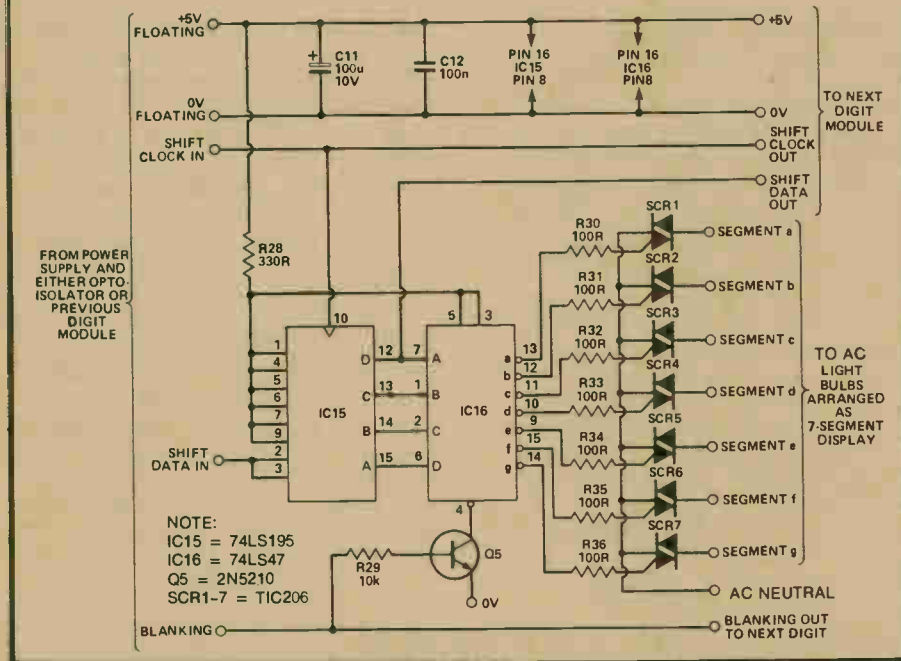 +5V
FLOATING
C11
100u
10V
+
C12
100n
PIN 16
IC15
PIN 8
PIN 16
IC16
PIN8
+5V
0V
FLOATING
0V
TO NEXT
DIGIT
MODULE
SHIFT
CLOCK IN
SHIFT
CLOCK
OUT
SHIFT
DATA
OUT
R28
330R
FROM POWER
SUPPLY AND
EITHER OPTO-
ISOLATOR OR
PREVIOUS
DIGIT
MODULE
10
1
4
5
6
7
9
2
3
IC15
D
C
B
A
12
13
14
15
5
3
7
1
2
6
A
B
C
D
IC16
4
a
b
c
d
e
f
g
13
12
11
10
9
15
14
R30
100R
R31
100R
R32
100R
R33
100R
R34
100R
R35
100R
R36
100R
SCR1
SCR2
SCR3
SCR4
SCR5
SCR6
SCR7
SEGMENT a
SEGMENT b
SEGMENT c
SEGMENT d
SEGMENT e
SEGMENT f
SEGMENT g
TO AC
LIGHT
BULBS
ARRANGED
AS
7-SEGMENT
DISPLAY
SHIFT
DATA IN
NOTE:
IC15 = 74LS195
IC16 = 74LS47
Q5 = 2N5210
SCR1-7 = TIC206
R29
10k
Q5
0V
AC NEUTRAL
BLANKING
BLANKING OUT
TO NEXT DIGIT